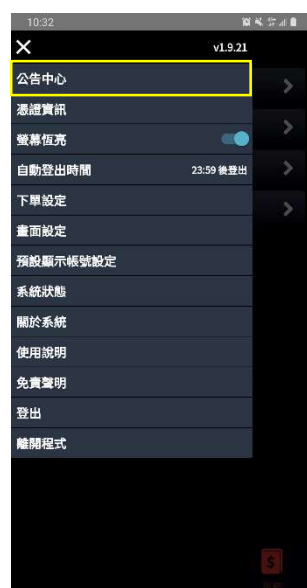 10:32
v1.9.21
公告中心
憑證資訊
螢幕恆亮
自動登出時間 23:59 後登出
下單設定
畫面設定
預設顯示帳號設定
系統狀態
關於系統
使用說明
免責聲明
登出
離開程式